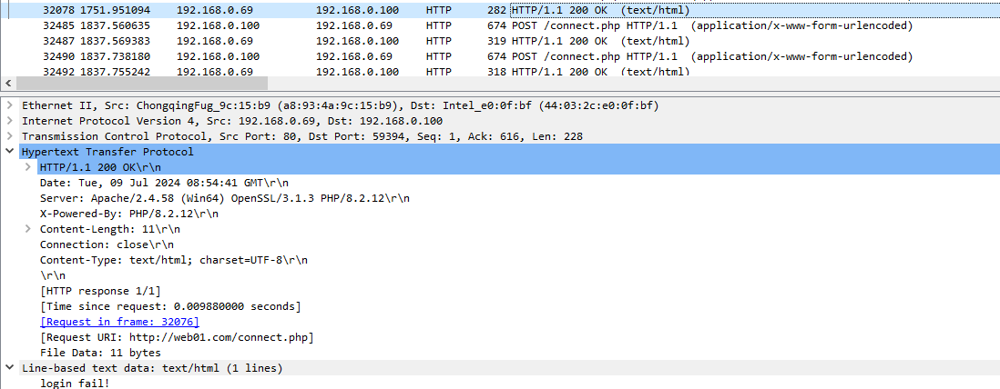 32078 1751.951094 192.168.0.69 192.168.0.100 HTTP 282 HTTP/1.1 200 OK (text/html)
32485 1837.560635 192.168.0.100 192.168.0.69 HTTP 674 POST /connect.php HTTP/1.1 (application/x-www-form-urlencoded)
32487 1837.569383 192.168.0.69 192.168.0.100 HTTP 319 HTTP/1.1 200 OK (text/html)
32490 1837.738180 192.168.0.100 192.168.0.69 HTTP 674 POST /connect.php HTTP/1.1 (application/x-www-form-urlencoded)
32492 1837.755242 192.168.0.69 192.168.0.100 HTTP 318 HTTP/1.1 200 OK (text/html)
Ethernet II, Src: ChongqingFug_9c:15:b9 (a8:93:4a:9c:15:b9), Dst: Intel_e0:0f:bf (44:03:2c:e0:0f:bf)
Internet Protocol Version 4, Src: 192.168.0.69, Dst: 192.168.0.100
Transmission Control Protocol, Src Port: 80, Dst Port: 59394, Seq: 1, Ack: 616, Len: 228
Hypertext Transfer Protocol
HTTP/1.1 200 OK\r\n
Date: Tue, 09 Jul 2024 08:54:41 GMT\r\n
Server: Apache/2.4.58 (Win64) OpenSSL/3.1.3 PHP/8.2.12\r\n
X-Powered-By: PHP/8.2.12\r\n
Content-Length: 11\r\n
Connection: close\r\n
Content-Type: text/html; charset=UTF-8\r\n
\r\n
[HTTP response 1/1]
[Time since request: 0.009880000 seconds]
[Request in frame: 32076]
[Request URI: http://web01.com/connect.php]
File Data: 11 bytes
Line-based text data: text/html (1 lines)
login fail!